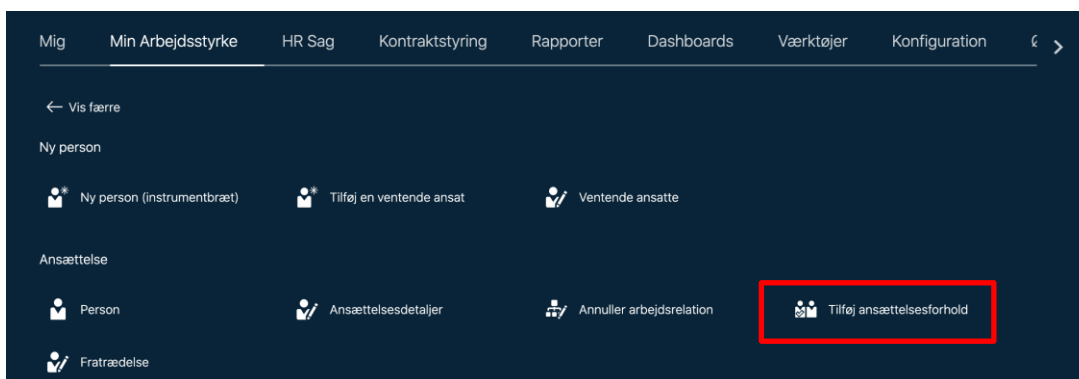 Mig Min Arbejdsstyrke HR Sag Kontraktstyring Rapporter Dashboards Værktøjer Konfiguration
← Vis færre
Ny person
Ny person (instrumentbræt) Tilføj en ventende ansat Ventende ansatte
Ansættelse
Person Ansættelsesdetaljer Annuller arbejdsrelation Tilføj ansættelsesforhold
Fratrædelse